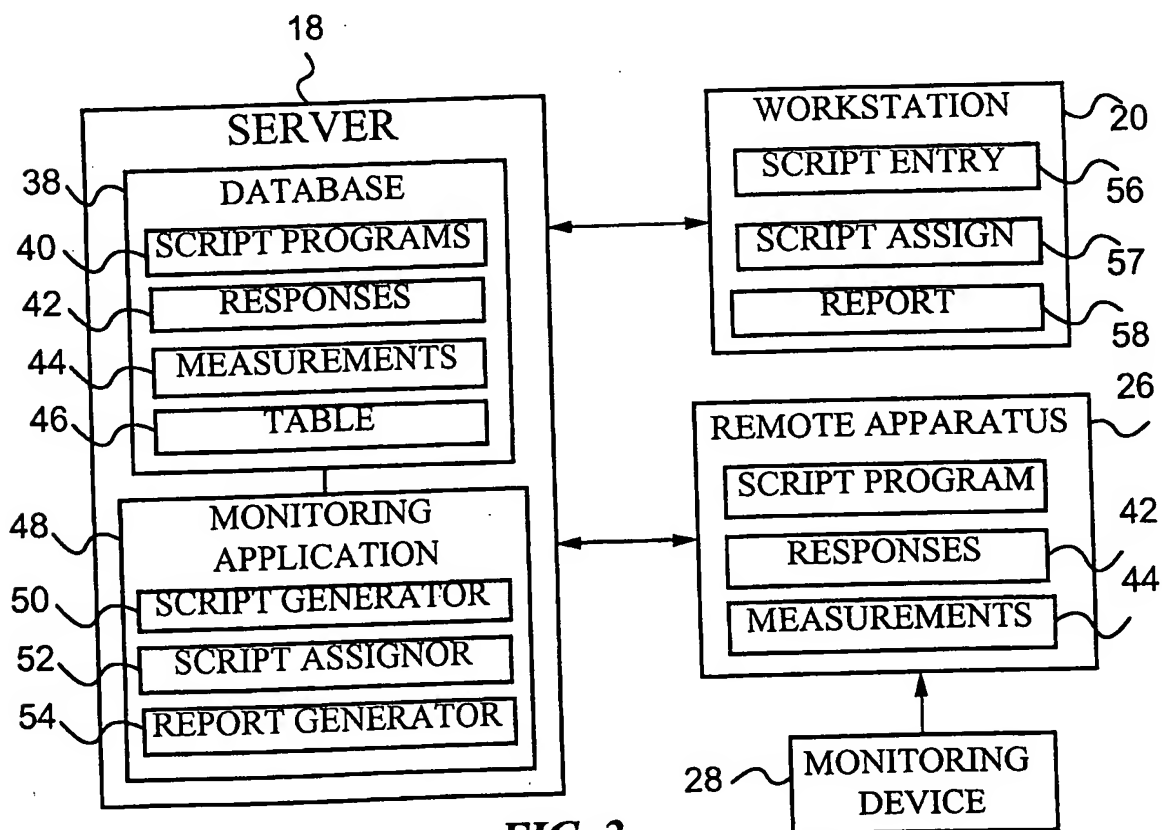 18
SERVER
38
DATABASE
40
SCRIPT PROGRAMS
42
RESPONSES
44
MEASUREMENTS
46
TABLE
48
MONITORING
APPLICATION
50
SCRIPT GENERATOR
52
SCRIPT ASSIGNOR
54
REPORT GENERATOR
WORKSTATION
20
SCRIPT ENTRY
56
SCRIPT ASSIGN
57
REPORT
58
26
REMOTE APPARATUS
SCRIPT PROGRAM
42
RESPONSES
44
MEASUREMENTS
28
MONITORING
DEVICE